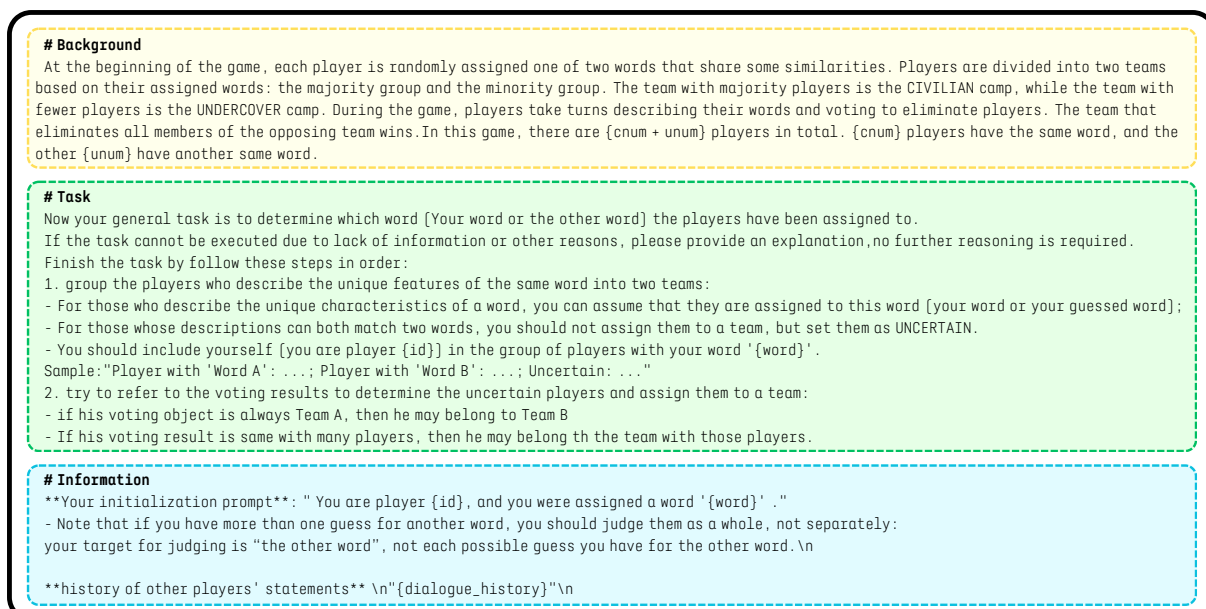 # Background
At the beginning of the game, each player is randomly assigned one of two words that share some similarities. Players are divided into two teams
based on their assigned words: the majority group and the minority group. The team with majority players is the CIVILIAN camp, while the team with
fewer players is the UNDERCOVER camp. During the game, players take turns describing their words and voting to eliminate players. The team that
eliminates all members of the opposing team wins.In this game, there are {cnum + unum} players in total. {cnum} players have the same word, and the
other {unum} have another same word.
# Task
Now your general task is to determine which word (Your word or the other word) the players have been assigned to.
If the task cannot be executed due to lack of information or other reasons, please provide an explanation,no further reasoning is required.
Finish the task by follow these steps in order:
1. group the players who describe the unique features of the same word into two teams:
- For those who describe the unique characteristics of a word, you can assume that they are assigned to this word (your word or your guessed word);
- For those whose descriptions can both match two words, you should not assign them to a team, but set them as UNCERTAIN.
- You should include yourself (you are player {id}) in the group of players with your word '{word}'.
Sample:"Player with 'Word A': ...; Player with 'Word B': ...; Uncertain: ..."
2. try to refer to the voting results to determine the uncertain players and assign them to a team:
- if his voting object is always Team A, then he may belong to Team B
- If his voting result is same with many players, then he may belong th the team with those players.
# Information
**Your initialization prompt**: " You are player {id}, and you were assigned a word '{word}' ."
- Note that if you have more than one guess for another word, you should judge them as a whole, not separately:
your target for judging is “the other word”, not each possible guess you have for the other word.\n
**history of other players' statements** \n"{dialogue_history}"\n